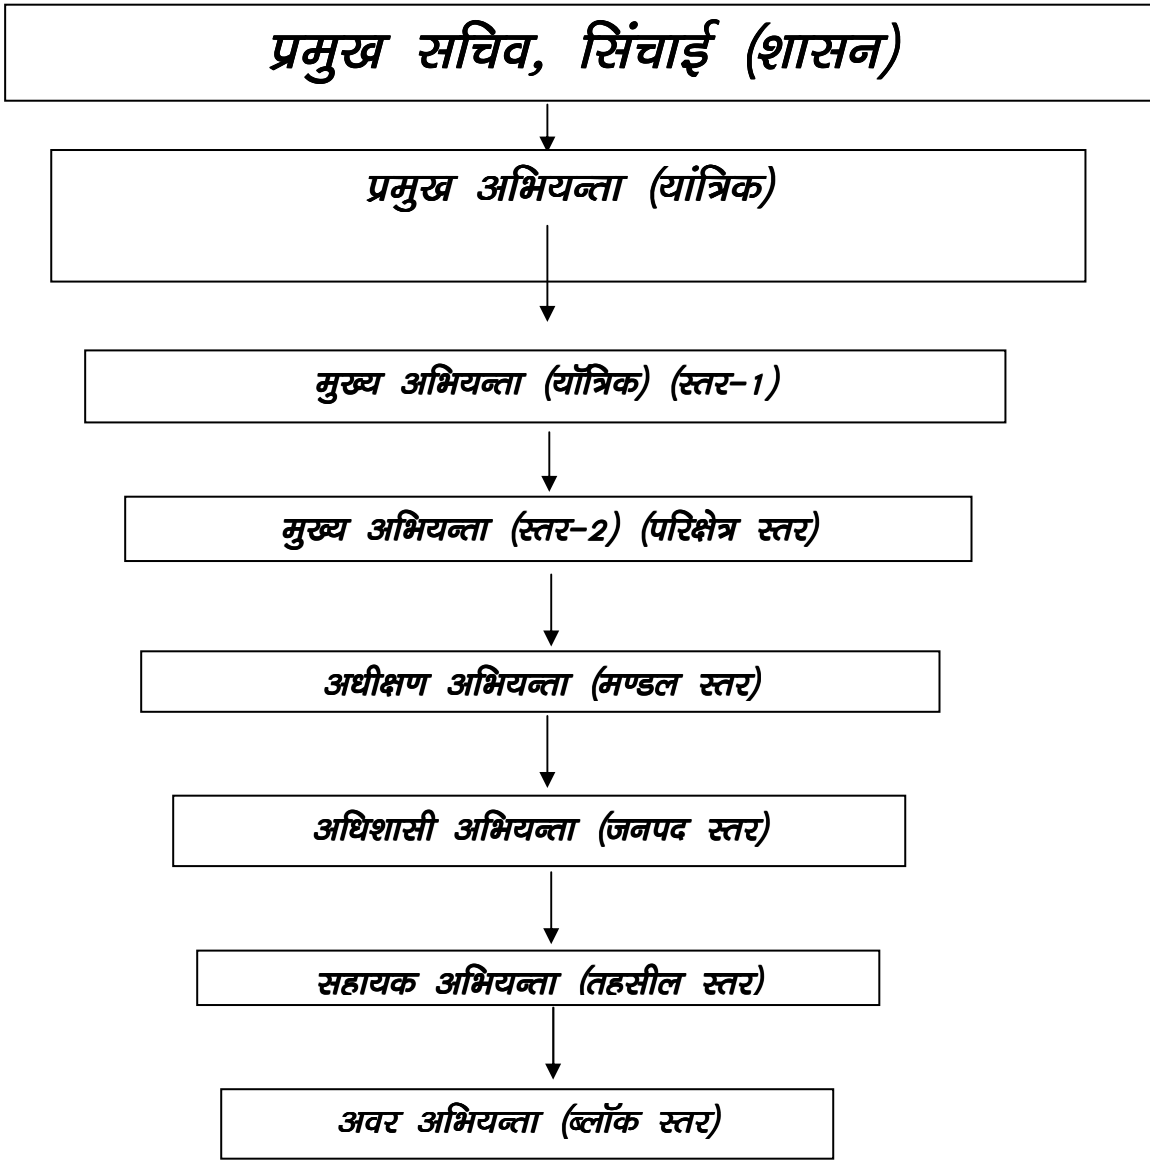 प्रमुख सचिव, सिंचाई (शासन)
प्रमुख अभियन्ता (यांत्रिक)
मुख्य अभियन्ता (यॉत्रिक) (स्तर-1)
मुख्य अभियन्ता (स्तर-2) (परिक्षेत्र स्तर)
अधीक्षण अभियन्ता (मण्डल स्तर)
अधिशासी अभियन्ता (जनपद स्तर)
सहायक अभियन्ता (तहसील स्तर)
अवर अभियन्ता (ब्लॉक स्तर)